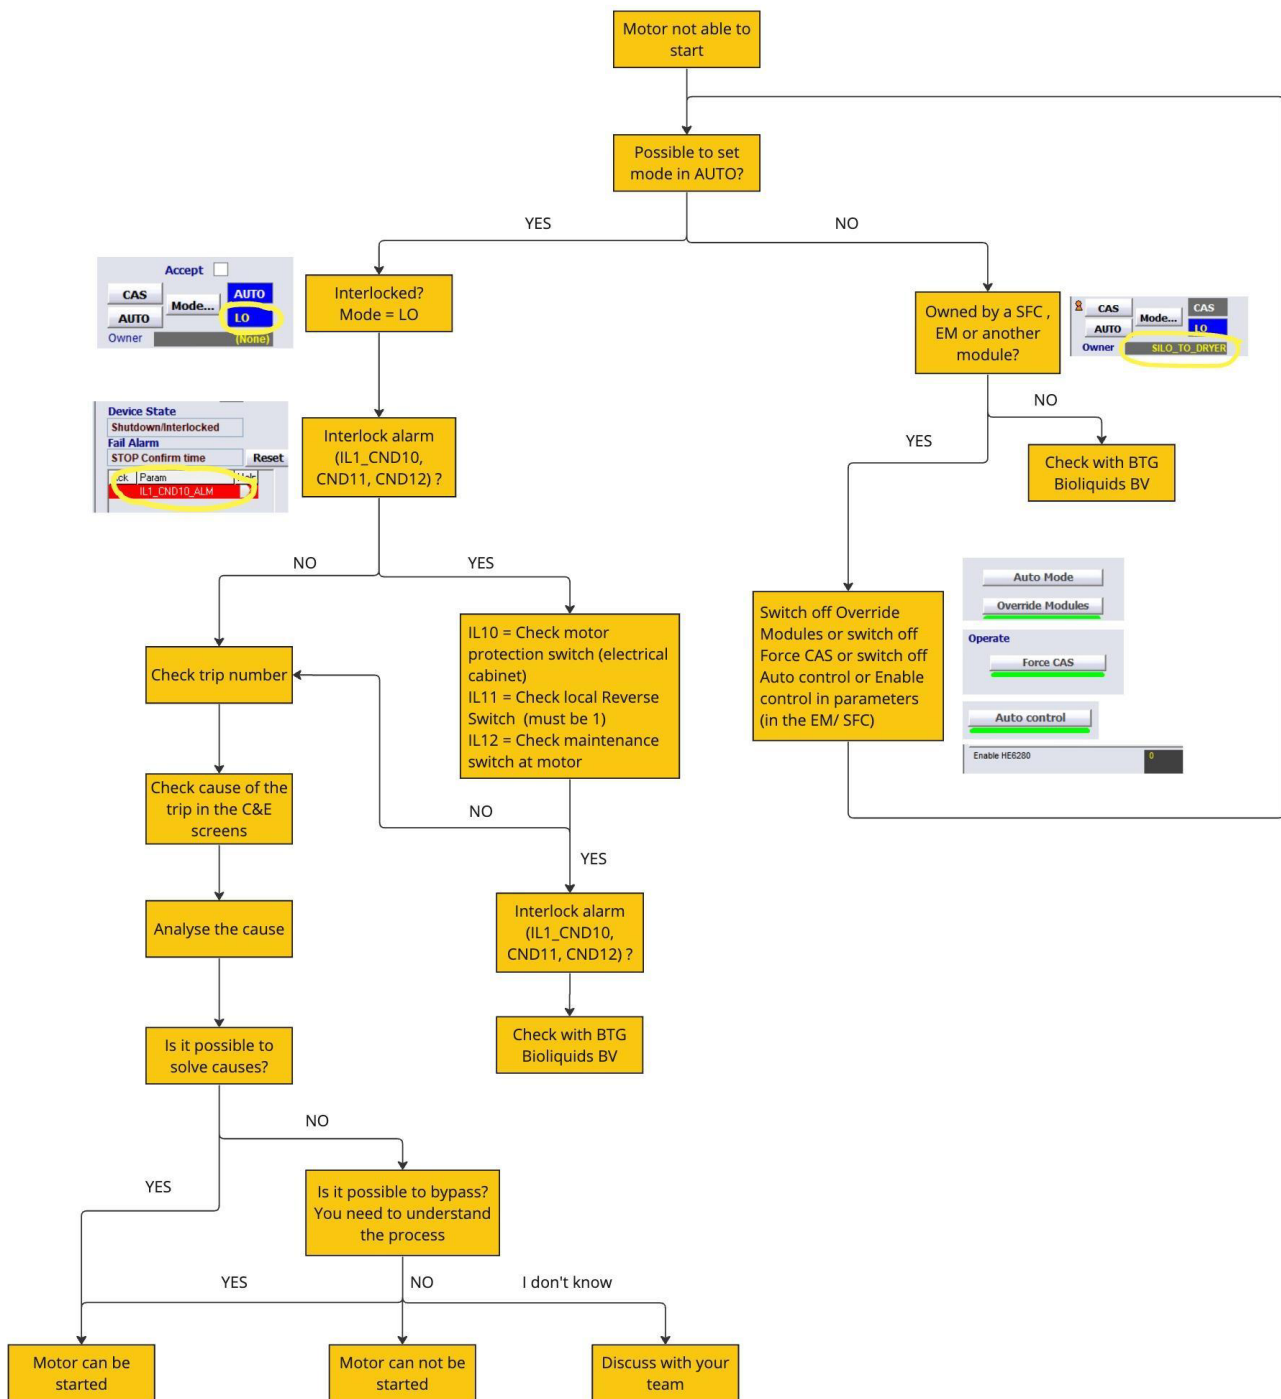 Motor not able to
start
Possible to set
mode in AUTO?
YES
NO
Accept
CAS
AUTO
Mode...
AUTO
LO
Owner
(None)
Interlocked?
Mode = LO
Owned by a SFC ,
EM or another
module?
CAS
AUTO
Mode...
CAS
LO
Owner
SILO_TO_DRYER
Device State
Shutdown/Interlocked
Fail Alarm
STOP Confirm time
Reset
Param
IL1_CND10_ALM
Interlock alarm
(IL1_CND10,
CND11, CND12) ?
YES
NO
Check with BTG
Bioliquids BV
NO
YES
Check trip number
IL10 = Check motor
protection switch (electrical
cabinet)
IL11 = Check local Reverse
Switch (must be 1)
IL12 = Check maintenance
switch at motor
Switch off Override
Modules or switch off
Force CAS or switch off
Auto control or Enable
control in parameters
(in the EM/ SFC)
Auto Mode
Override Modules
Operate
Force CAS
Auto control
Enable HE6280
0
Check cause of the
trip in the C&E
screens
NO
YES
Analyse the cause
Interlock alarm
(IL1_CND10,
CND11, CND12) ?
Is it possible to
solve causes?
Check with BTG
Bioliquids BV
NO
YES
Is it possible to bypass?
You need to understand
the process
YES
NO
I don't know
Motor can be
started
Motor can not be
started
Discuss with your
team